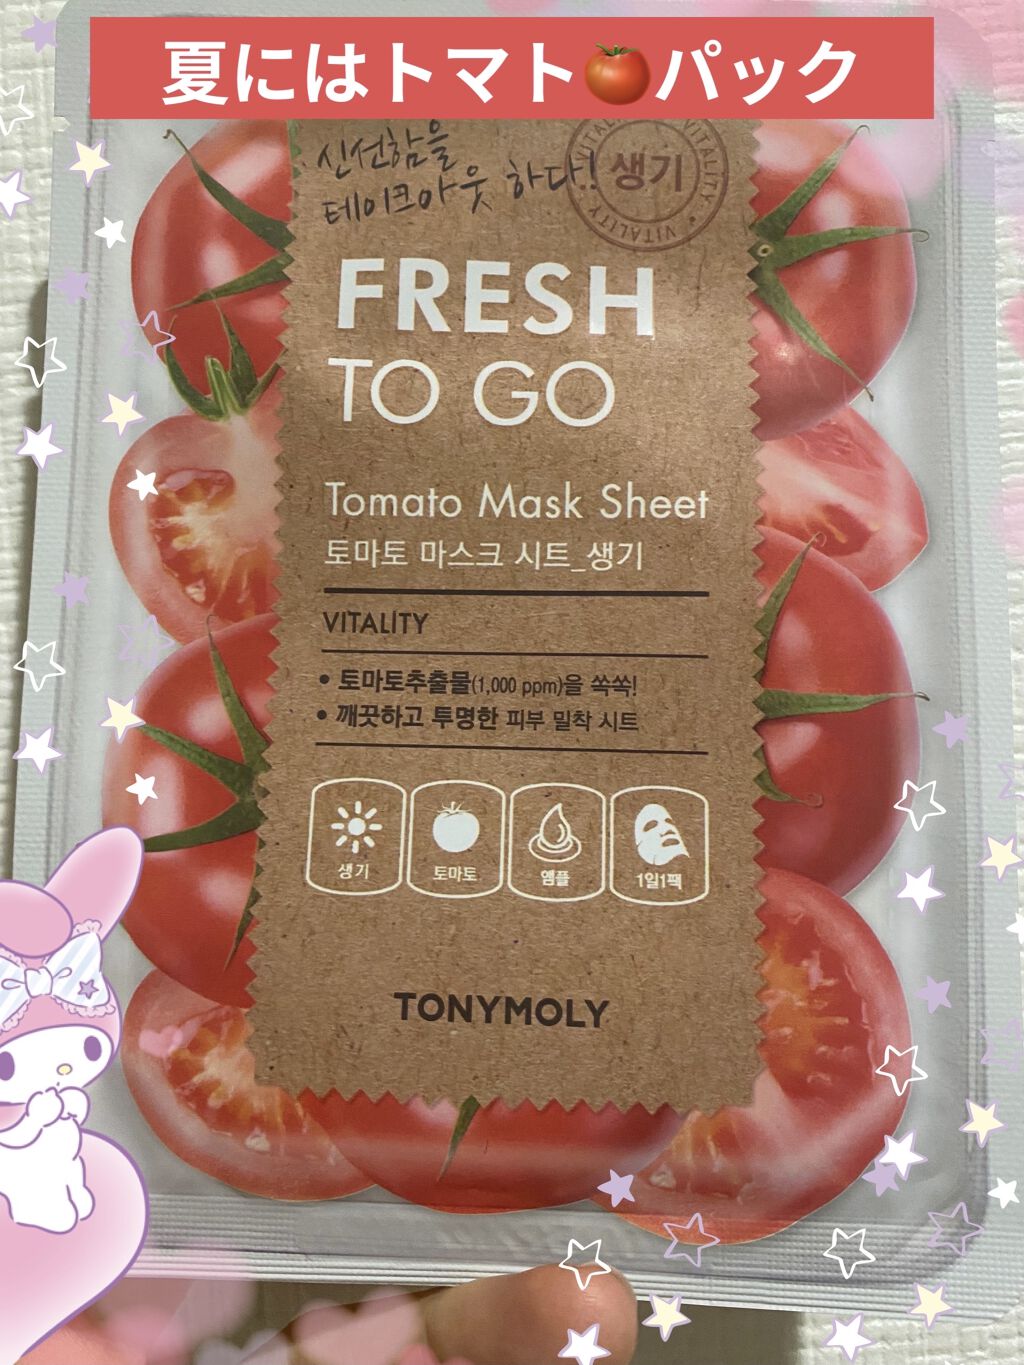 夏にはトマト🍅パック
신선함을
테이크아웃 하다!
VITALITY VITALITY VITALITY
생기
FRESH
TO GO
Tomato Mask Sheet
토마토 마스크 시트_생기
VITALITY
• 토마토추출물(1,000 ppm)을 쏙쏙!
• 깨끗하고 투명한 피부 밀착 시트
생기 토마토 앰플 1일1팩
TONYMOLY